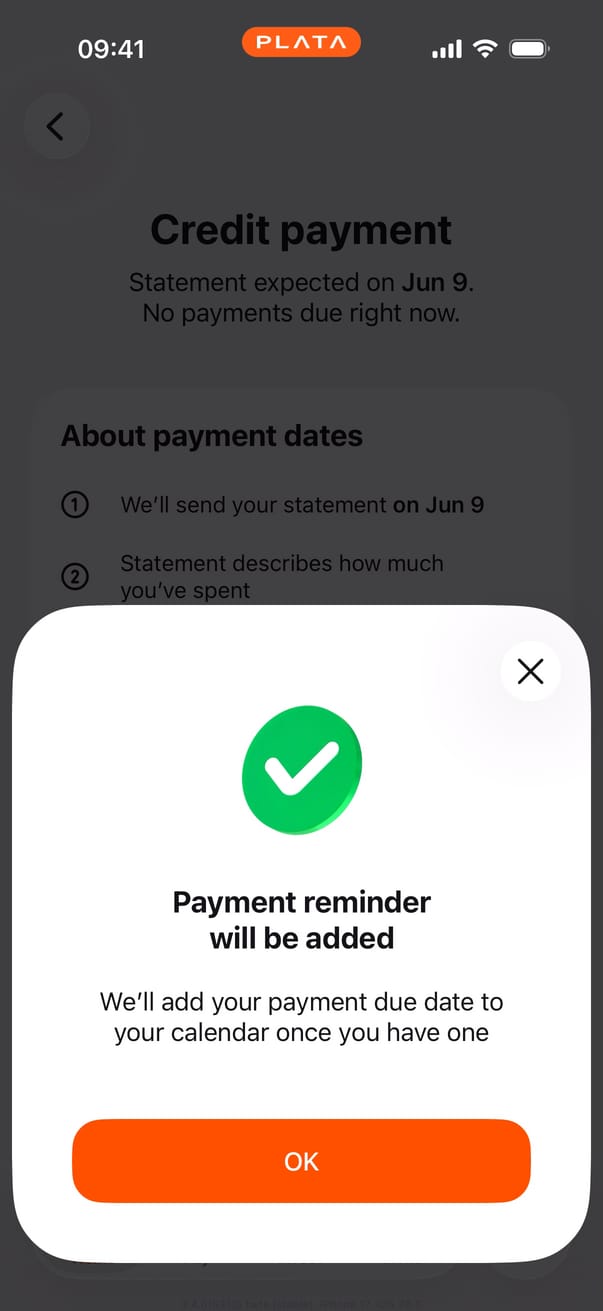 09:41
PLATA
Credit payment
Statement expected on Jun 9.
No payments due right now.
About payment dates
1 We’ll send your statement on Jun 9
2 Statement describes how much
you’ve spent
Payment reminder
will be added
We’ll add your payment due date to
your calendar once you have one
OK